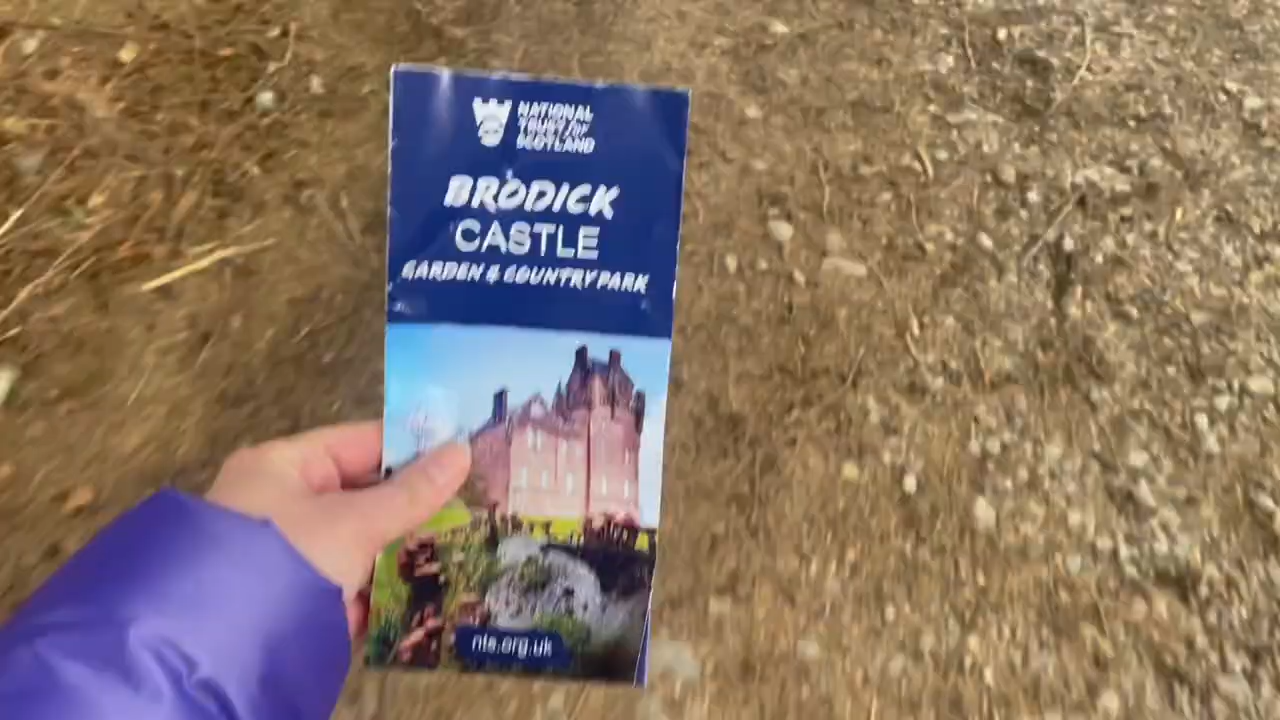 NATIONAL
TRUST for
SCOTLAND
BRODICK
CASTLE
GARDEN & COUNTRY PARK
nts.org.uk